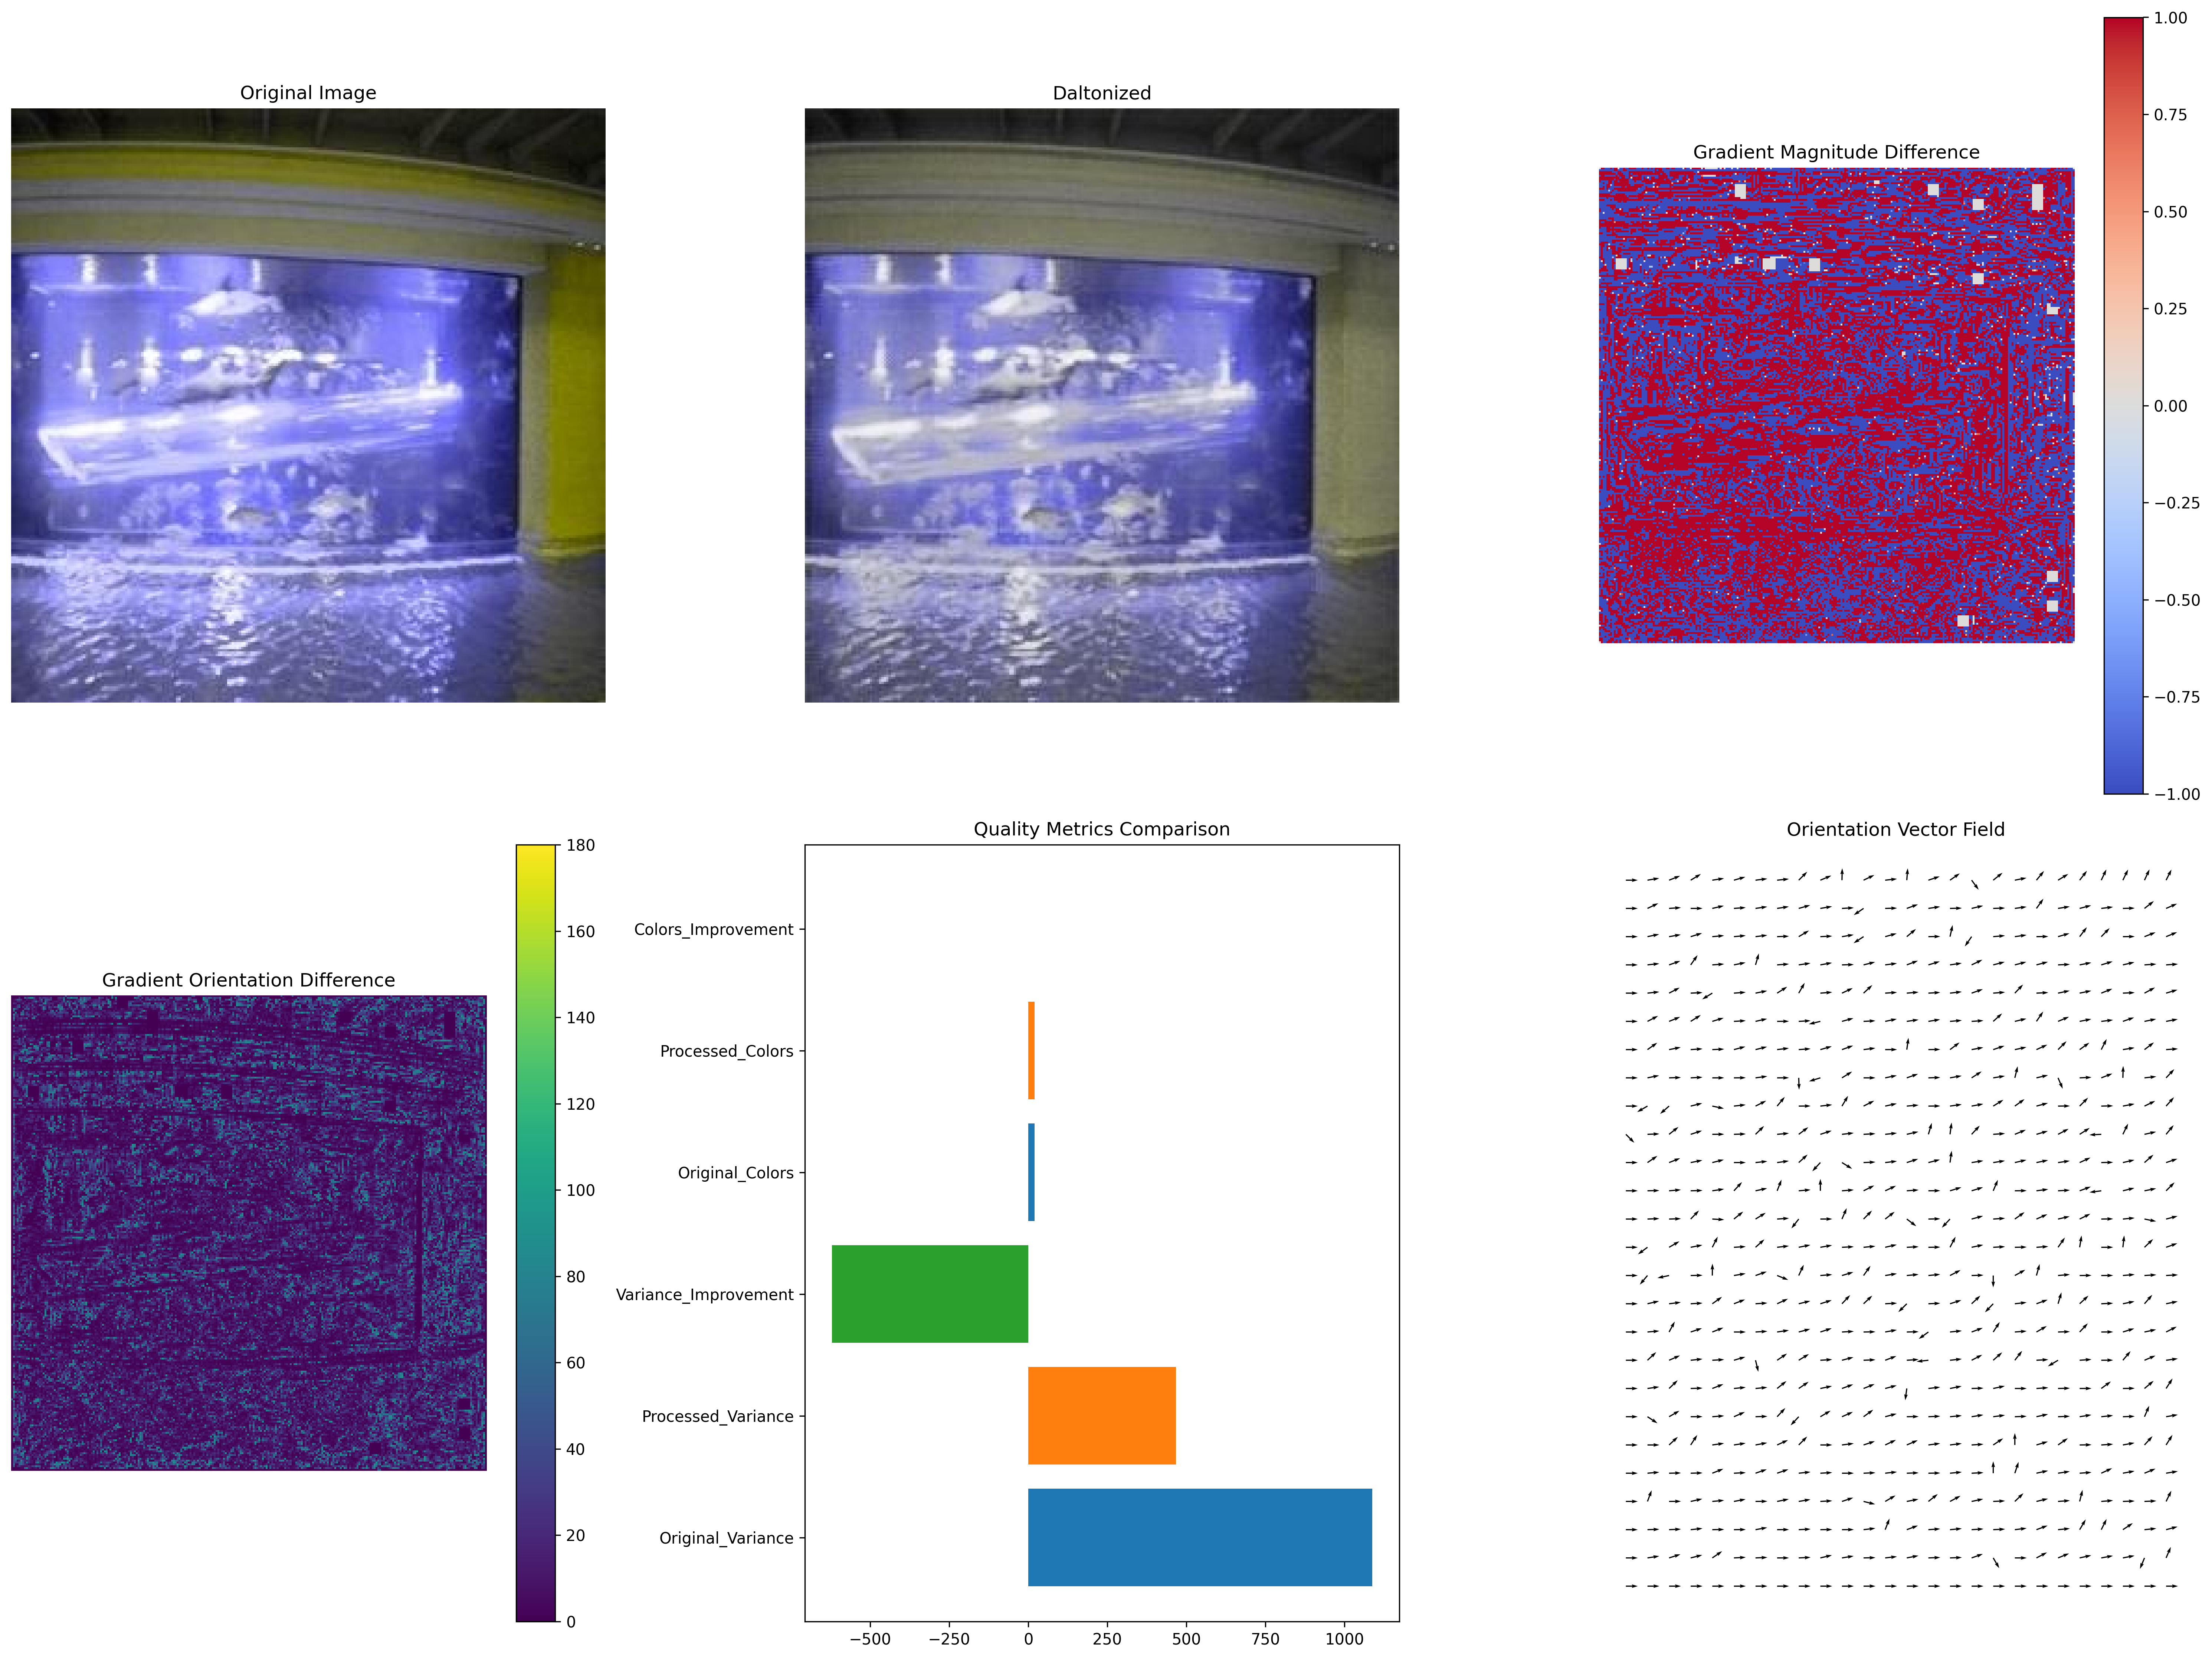 Original Image
Daltonized
Gradient Magnitude Difference
1.00
0.75
0.50
0.25
0.00
−0.25
−0.50
−0.75
−1.00
Gradient Orientation Difference
180
160
140
120
100
80
60
40
20
0
Quality Metrics Comparison
Colors_Improvement
Processed_Colors
Original_Colors
Variance_Improvement
Processed_Variance
Original_Variance
−500 −250 0 250 500 750 1000
Orientation Vector Field